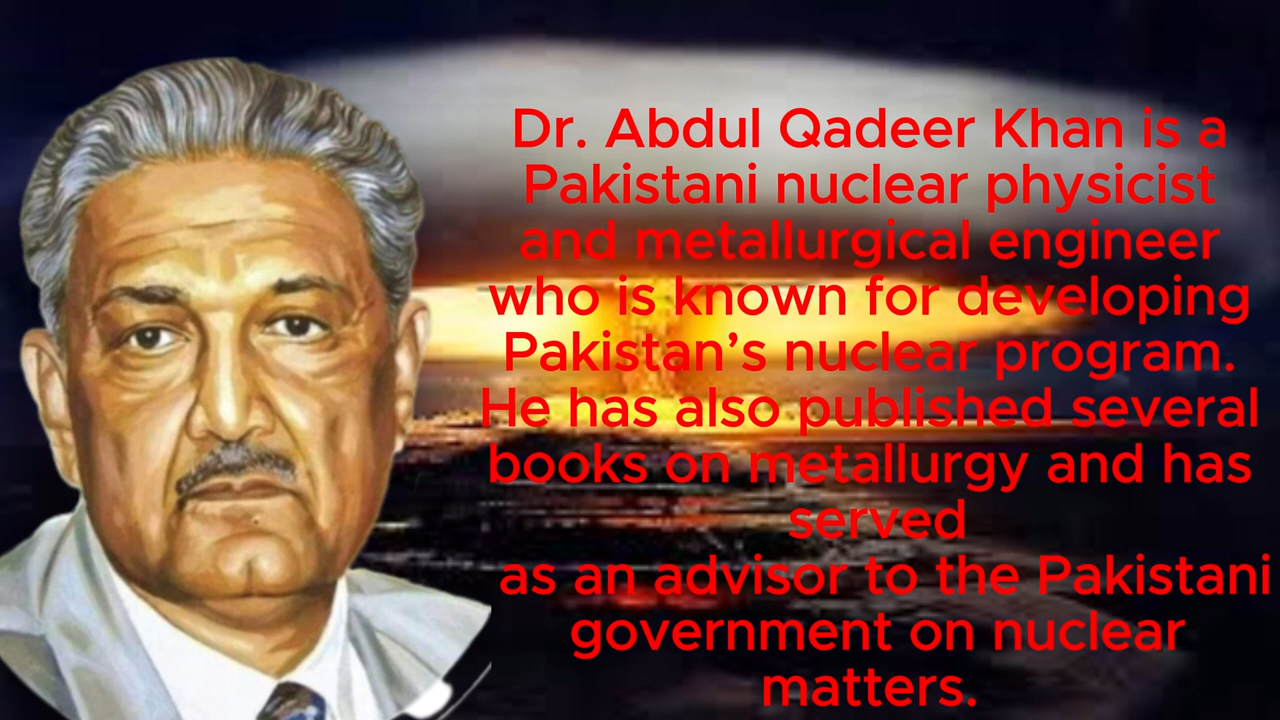 Dr. Abdul Qadeer Khan is a
Pakistani nuclear physicist
and metallurgical engineer
who is known for developing
Pakistan’s nuclear program.
He has also published several
books on metallurgy and has
served
as an advisor to the Pakistani
government on nuclear
matters.